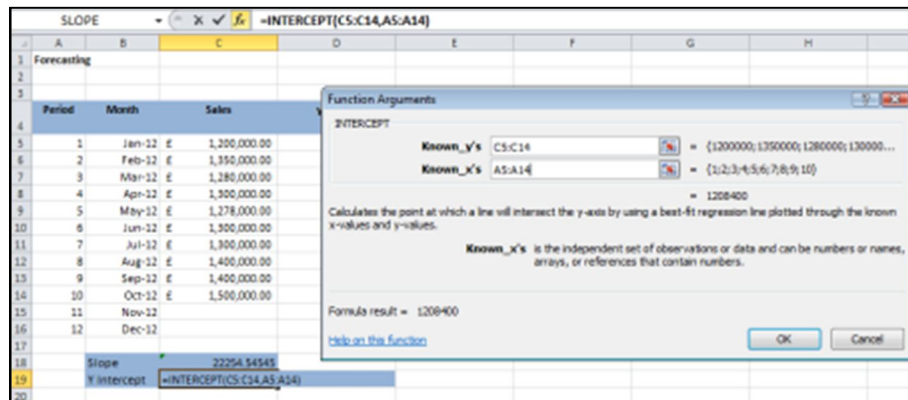 SLOPE =INTERCEPT(C5:C14,A5:A14)
A B C D E F G H
1 Forecasting
2
3
4 Period Month Sales
5 1 Jan-12 £ 1,200,000.00
6 2 Feb-12 £ 1,350,000.00
7 3 Mar-12 £ 1,280,000.00
8 4 Apr-12 £ 1,300,000.00
9 5 May-12 £ 1,278,000.00
10 6 Jun-12 £ 1,300,000.00
11 7 Jul-12 £ 1,300,000.00
12 8 Aug-12 £ 1,400,000.00
13 9 Sep-12 £ 1,400,000.00
14 10 Oct-12 £ 1,500,000.00
15 11 Nov-12
16 12 Dec-12
17
18 Slope 22254.54545
19 Y Intercept =INTERCEPT(C5:C14,A5:A14)
20
Function Arguments
INTERCEPT
Known_y's C5:C14 = {1200000;1350000;1280000;130000...
Known_x's A5:A14 = {1;2;3;4;5;6;7;8;9;10}
= 1208400
Calculates the point at which a line will intersect the y-axis by using a best-fit regression line plotted through the known
x-values and y-values.
Known_x's is the independent set of observations or data and can be numbers or names,
arrays, or references that contain numbers.
Formula result = 1208400
Help on this function
OK Cancel